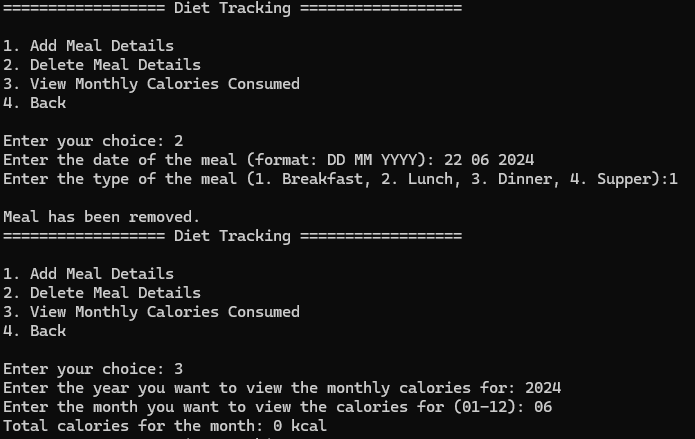 ================== Diet Tracking ==================
1. Add Meal Details
2. Delete Meal Details
3. View Monthly Calories Consumed
4. Back
Enter your choice: 2
Enter the date of the meal (format: DD MM YYYY): 22 06 2024
Enter the type of the meal (1. Breakfast, 2. Lunch, 3. Dinner, 4. Supper):1
Meal has been removed.
================== Diet Tracking ==================
1. Add Meal Details
2. Delete Meal Details
3. View Monthly Calories Consumed
4. Back
Enter your choice: 3
Enter the year you want to view the monthly calories for: 2024
Enter the month you want to view the calories for (01-12): 06
Total calories for the month: 0 kcal